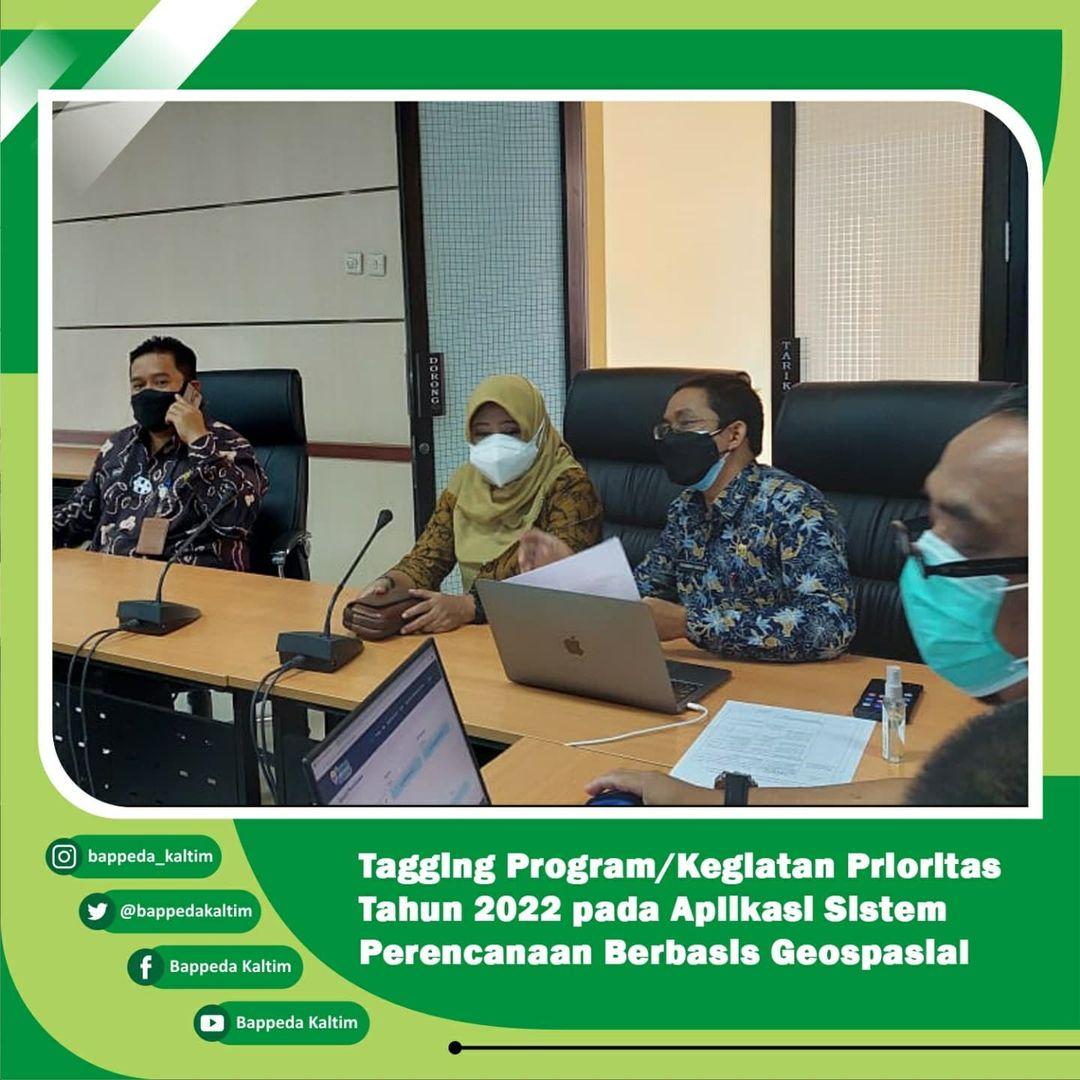 DORONG
TARIK
bappeda_kaltim
@bappedakaltim
Bappeda Kaltim
Bappeda Kaltim
Tagging Program/Kegiatan Prioritas
Tahun 2022 pada Aplikasi Sistem
Perencanaan Berbasis Geospasial